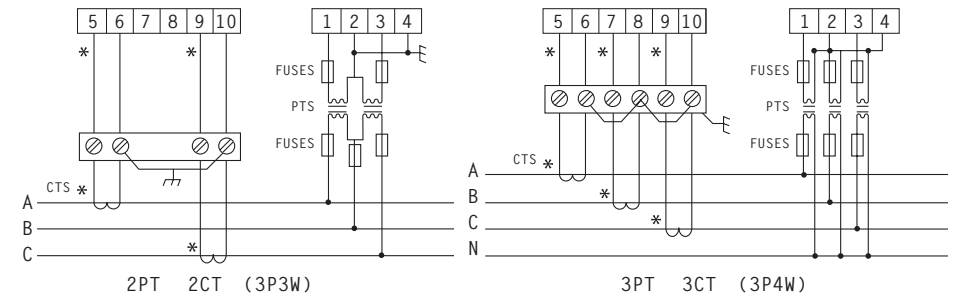 5 6 7 8 9 10 1 2 3 4
* *
FUSES
PTS
FUSES
CTS *
A
B
C *
2PT 2CT (3P3W)
5 6 7 8 9 10 1 2 3 4
* * *
FUSES
PTS
FUSES
CTS *
A
B *
C *
N
3PT 3CT (3P4W)